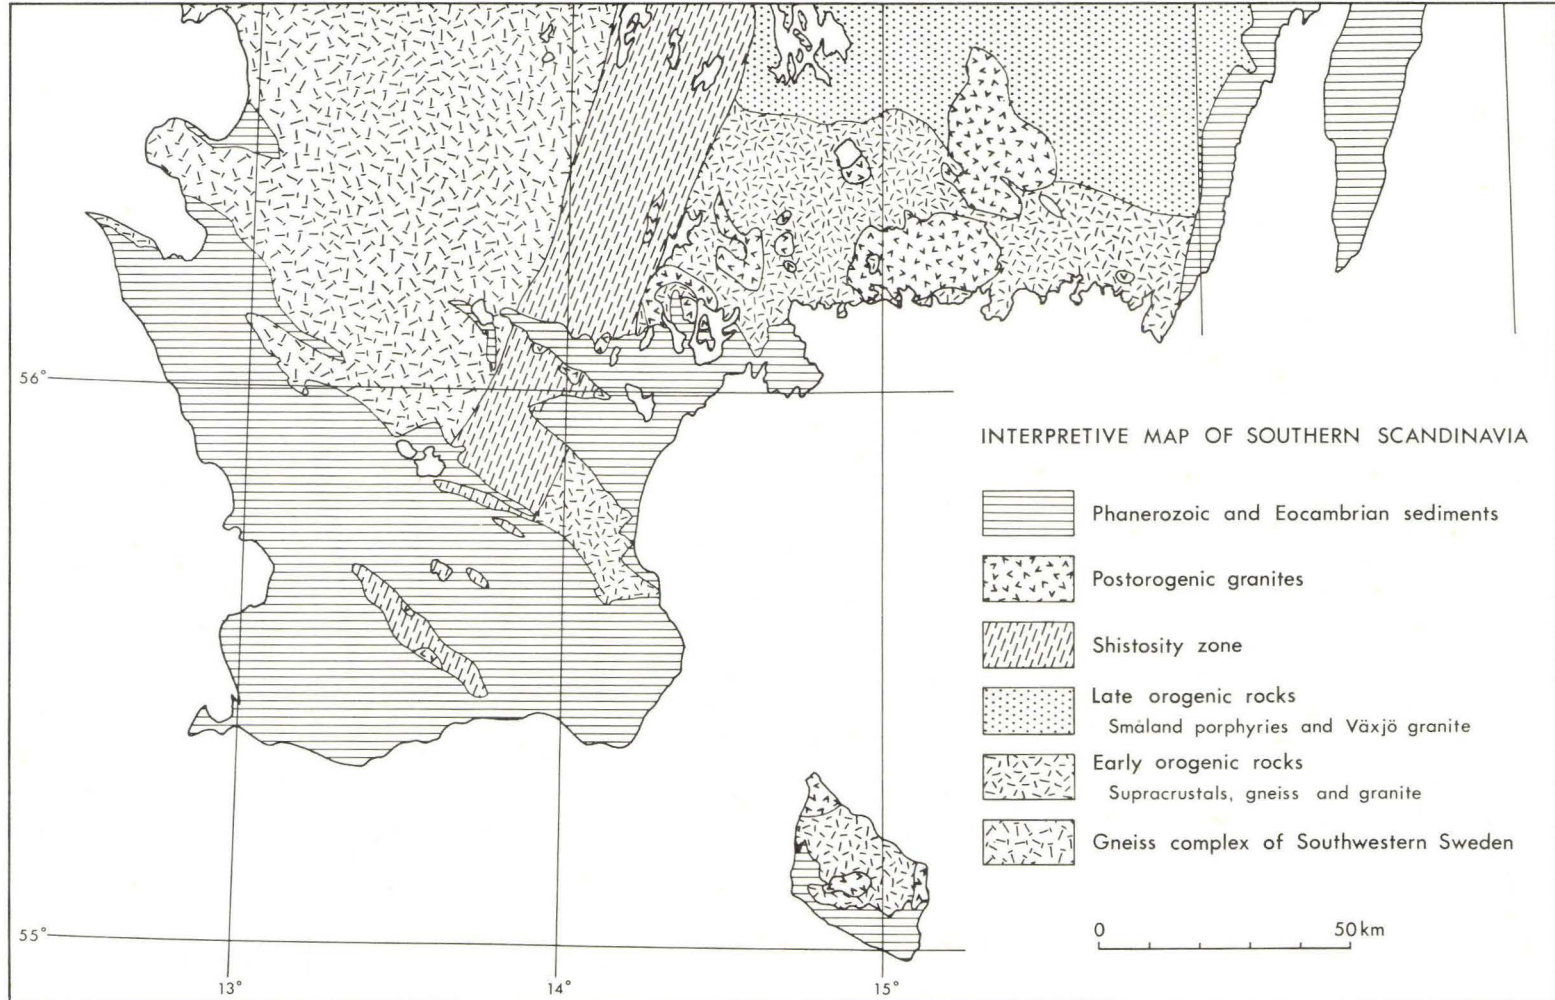 INTERPRETIVE MAP OF SOUTHERN SCANDINAVIA
Phanerozoic and Eocambrian sediments
Postorogenic granites
Shistosity zone
Late orogenic rocks
Småland porphyries and Växjö granite
Early orogenic rocks
Supracrustals, gneiss and granite
Gneiss complex of Southwestern Sweden
0 50 km
56°
55°
13° 14° 15°